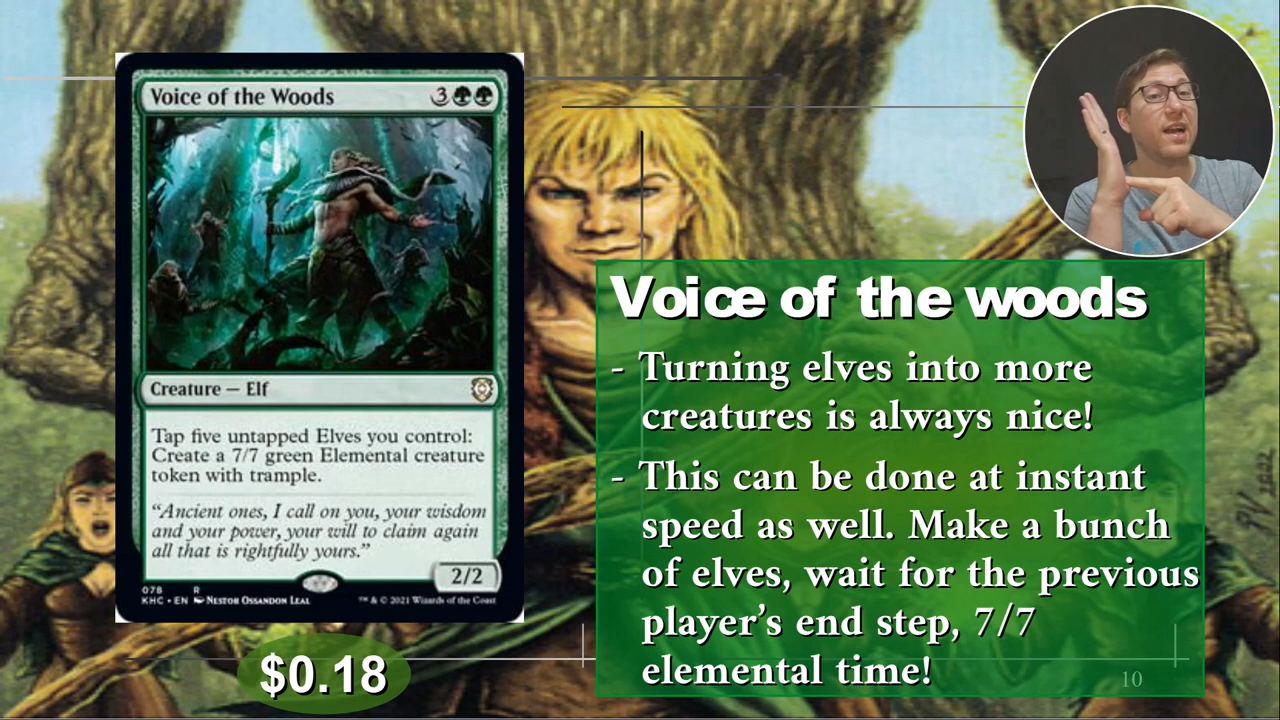 Voice of the Woods 3
Creature — Elf
Tap five untapped Elves you control:
Create a 7/7 green Elemental creature
token with trample.
“Ancient ones, I call on you, your wisdom
and your power, your will to claim again
all that is rightfully yours.”
2/2
078 R
KHC • EN Nestor Ossandon Leal ™ & © 2021 Wizards of the Coast
$0.18
Voice of the woods
- Turning elves into more
creatures is always nice!
- This can be done at instant
speed as well. Make a bunch
of elves, wait for the previous
player’s end step, 7/7
elemental time!
10